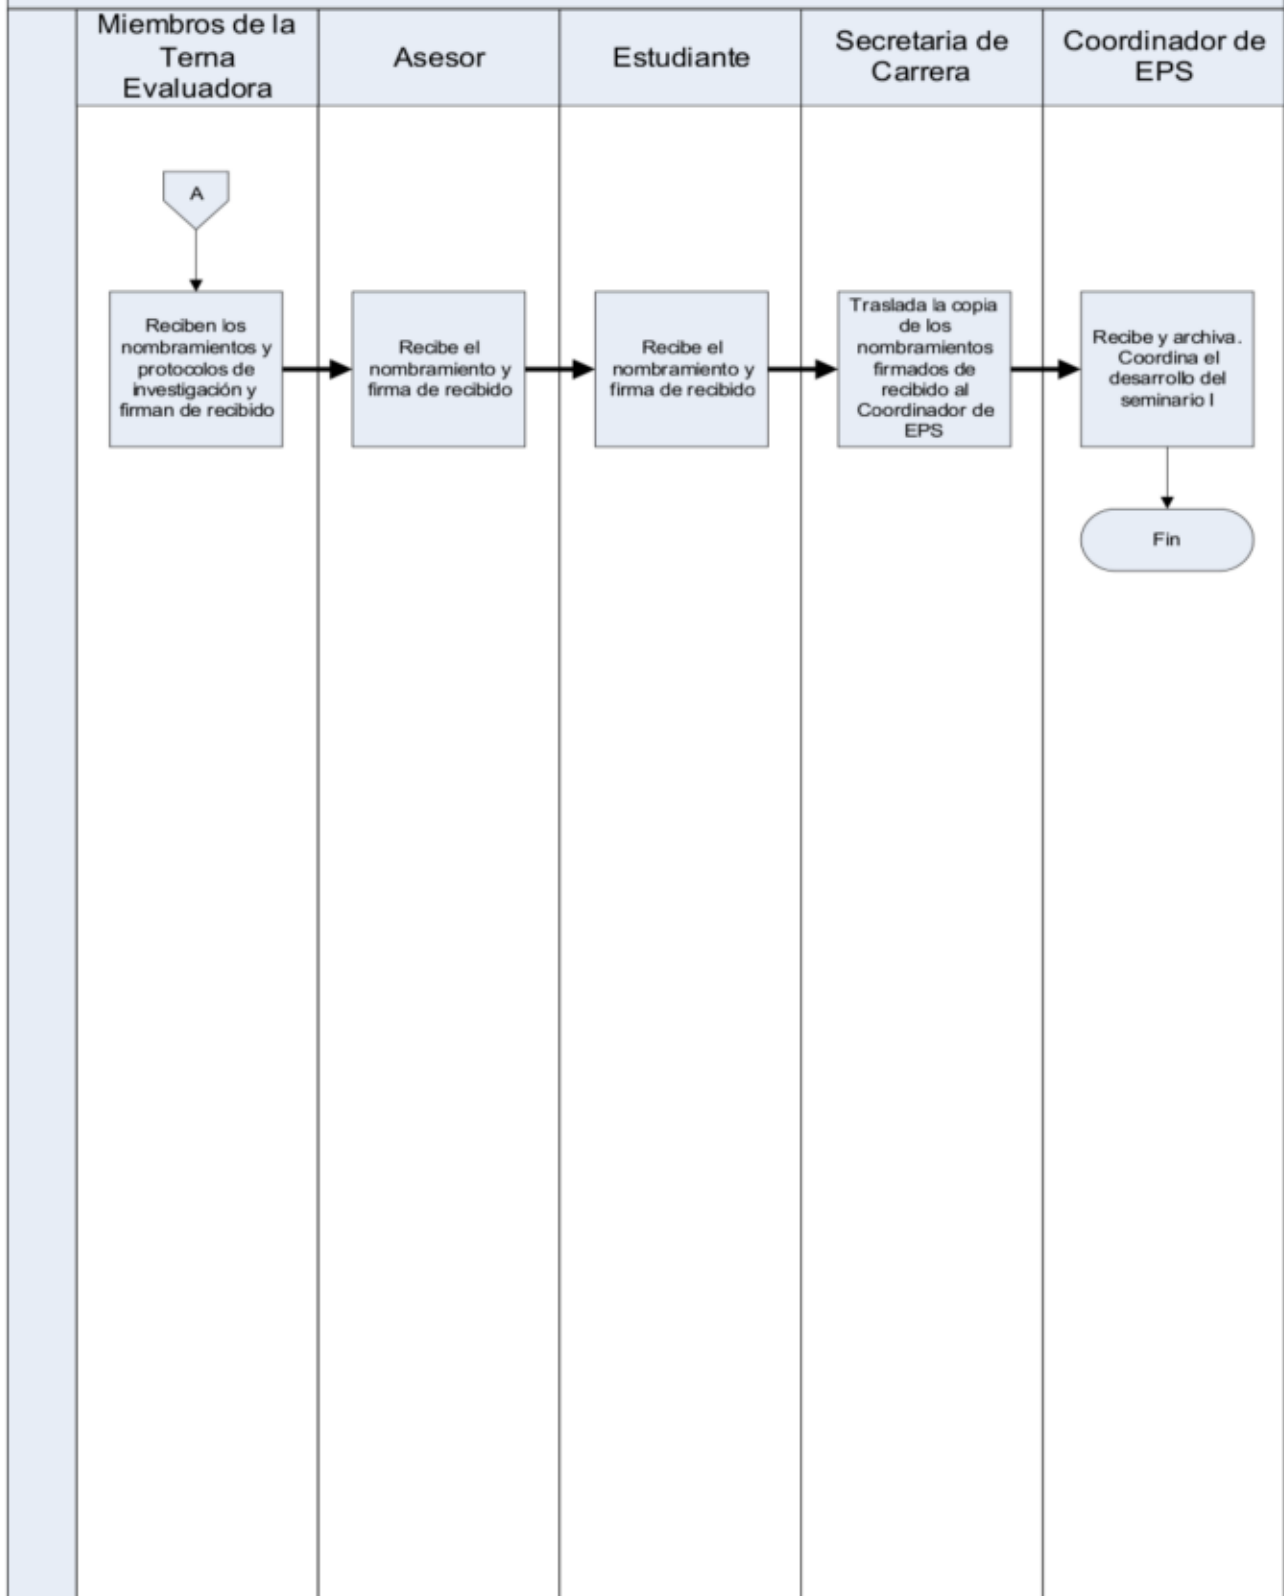 Miembros de la
Terna
Evaluadora
Asesor
Estudiante
Secretaria de
Carrera
Coordinador de
EPS
A
Reciben los
nombramientos y
protocolos de
investigación y
firman de recibido
Recibe el
nombramiento y
firma de recibido
Recibe el
nombramiento y
firma de recibido
Traslada la copia
de los
nombramientos
firmados de
recibido al
Coordinador de
EPS
Recibe y archiva.
Coordina el
desarrollo del
seminario I
Fin